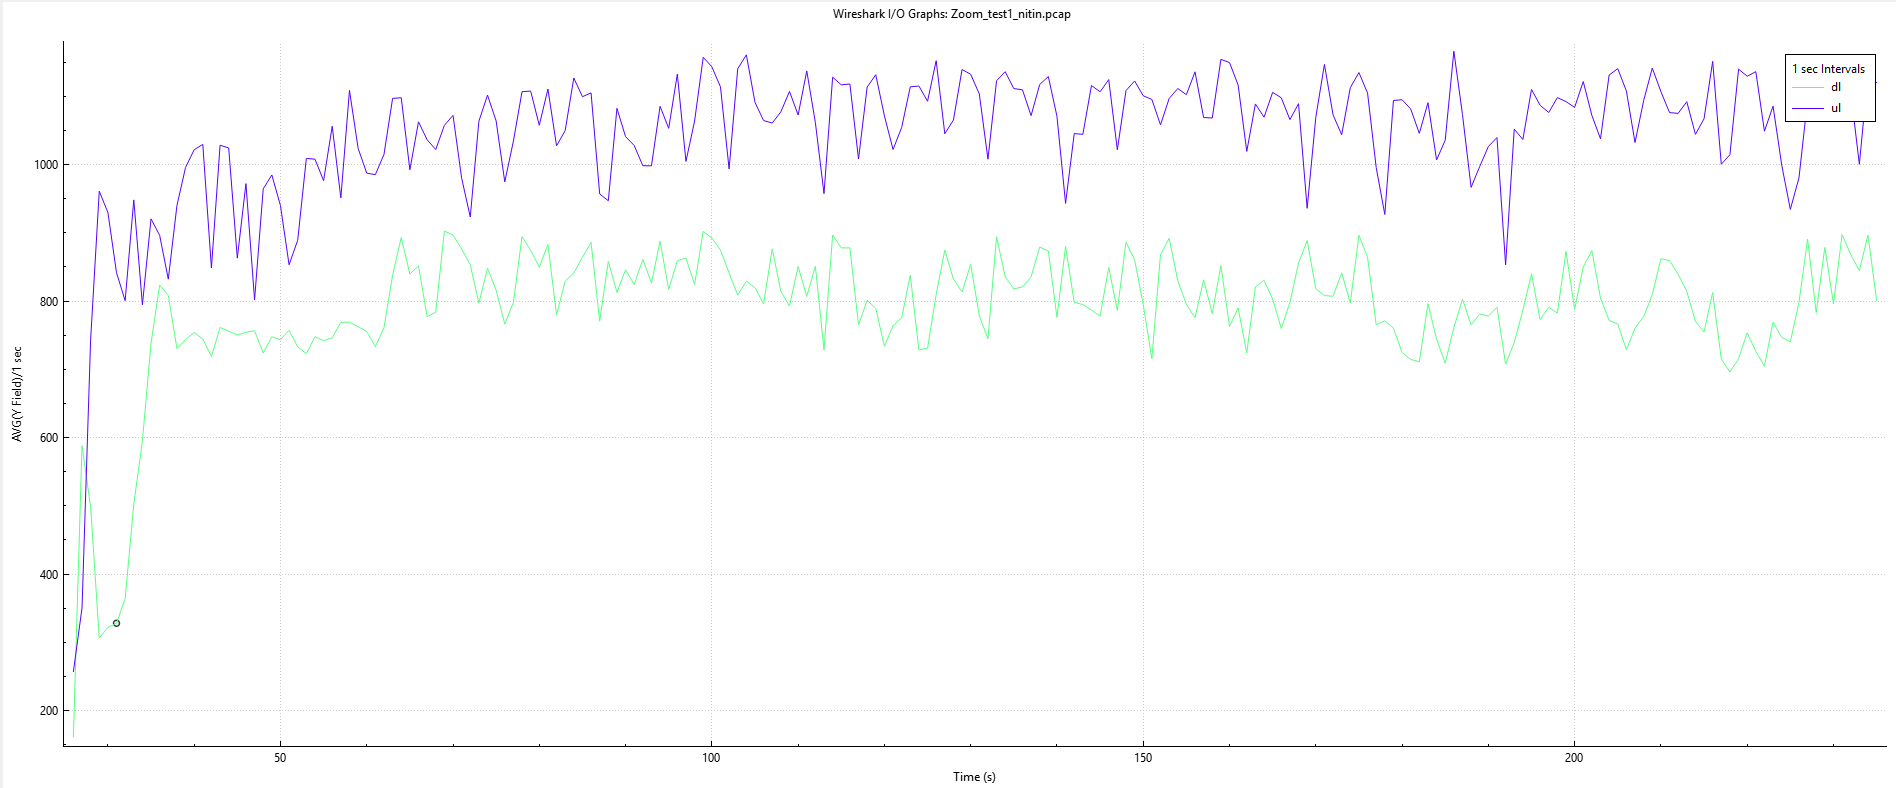 Wireshark I/O Graphs: Zoom_test1_nitin.pcap
1 sec Intervals
dl
ul
AVG(Y Field)/1 sec
1000
800
600
400
200
50
100
150
200
Time (s)